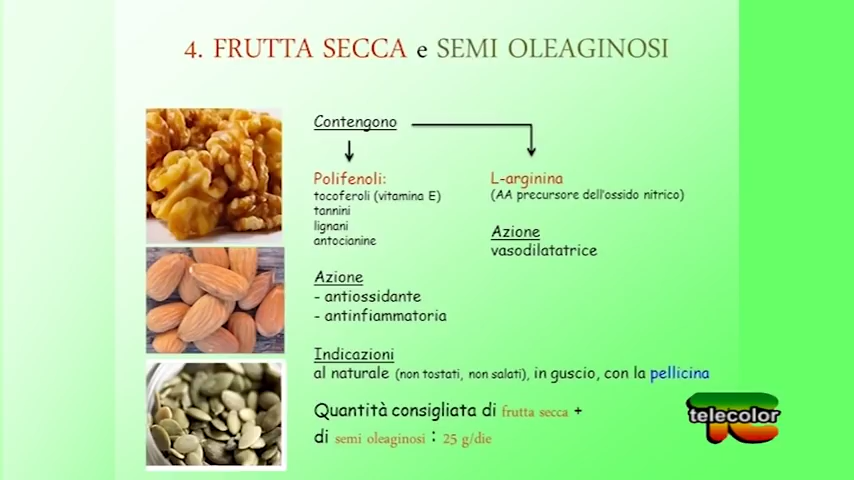 4. FRUTTA SECCA e SEMI OLEAGINOSI
Contengono
Polifenoli:
tocoferoli (vitamina E)
tannini
lignani
antocianine
L-arginina
(AA precursore dell'ossido nitrico)
Azione
vasodilatatrice
Azione
- antiossidante
- antinfiammatoria
Indicazioni
al naturale (non tostati, non salati), in guscio, con la pellicina
Quantità consigliata di frutta secca +
di semi oleaginosi : 25 g/die
telecolor